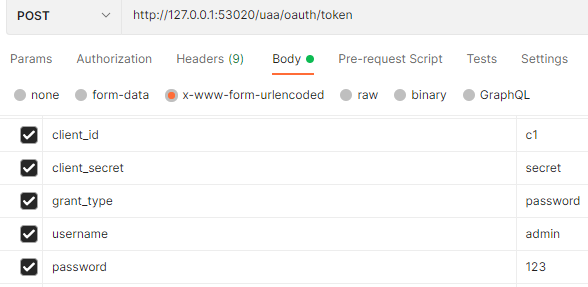 POST http://127.0.0.1:53020/uaa/oauth/token
Params Authorization Headers (9) Body Pre-request Script Tests Settings
none form-data x-www-form-urlencoded raw binary GraphQL
client_id c1
client_secret secret
grant_type password
username admin
password 123